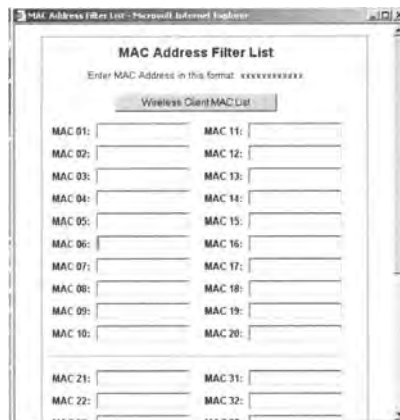 MAC Address Filter List - Microsoft Internet Explorer
MAC Address Filter List
Enter MAC Address in this format: xxxxxxxxxxxx
Wireless Client MAC List
MAC 01: MAC 11:
MAC 02: MAC 12:
MAC 03: MAC 13:
MAC 04: MAC 14:
MAC 05: MAC 15:
MAC 06: MAC 16:
MAC 07: MAC 17:
MAC 08: MAC 18:
MAC 09: MAC 19:
MAC 10: MAC 20:
MAC 21: MAC 31:
MAC 22: MAC 32: